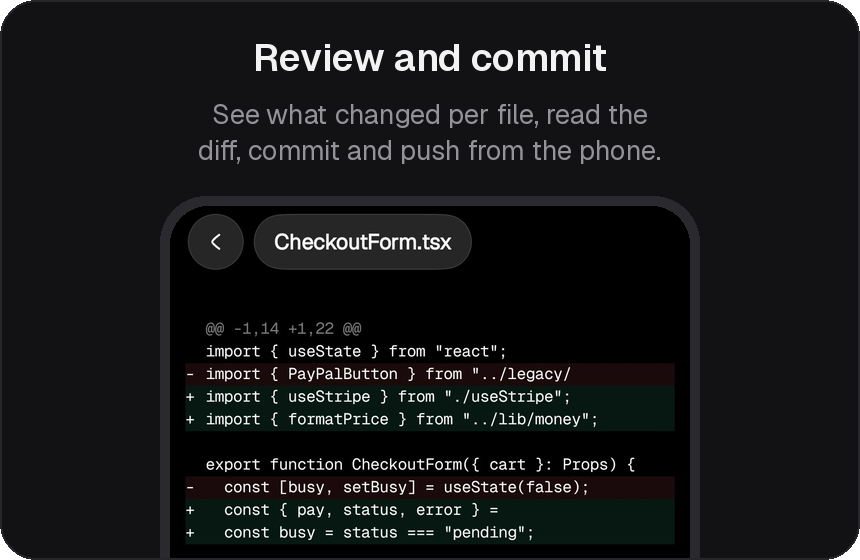 Review and commit
See what changed per file, read the
diff, commit and push from the phone.
CheckoutForm.tsx
@@ -1,14 +1,22 @@
import { useState } from "react";
- import { PayPalButton } from "../legacy/
+ import { useStripe } from "./useStripe";
+ import { formatPrice } from "../lib/money";
export function CheckoutForm({ cart }: Props) {
-   const [busy, setBusy] = useState(false);
+   const { pay, status, error } =
+   const busy = status === "pending";